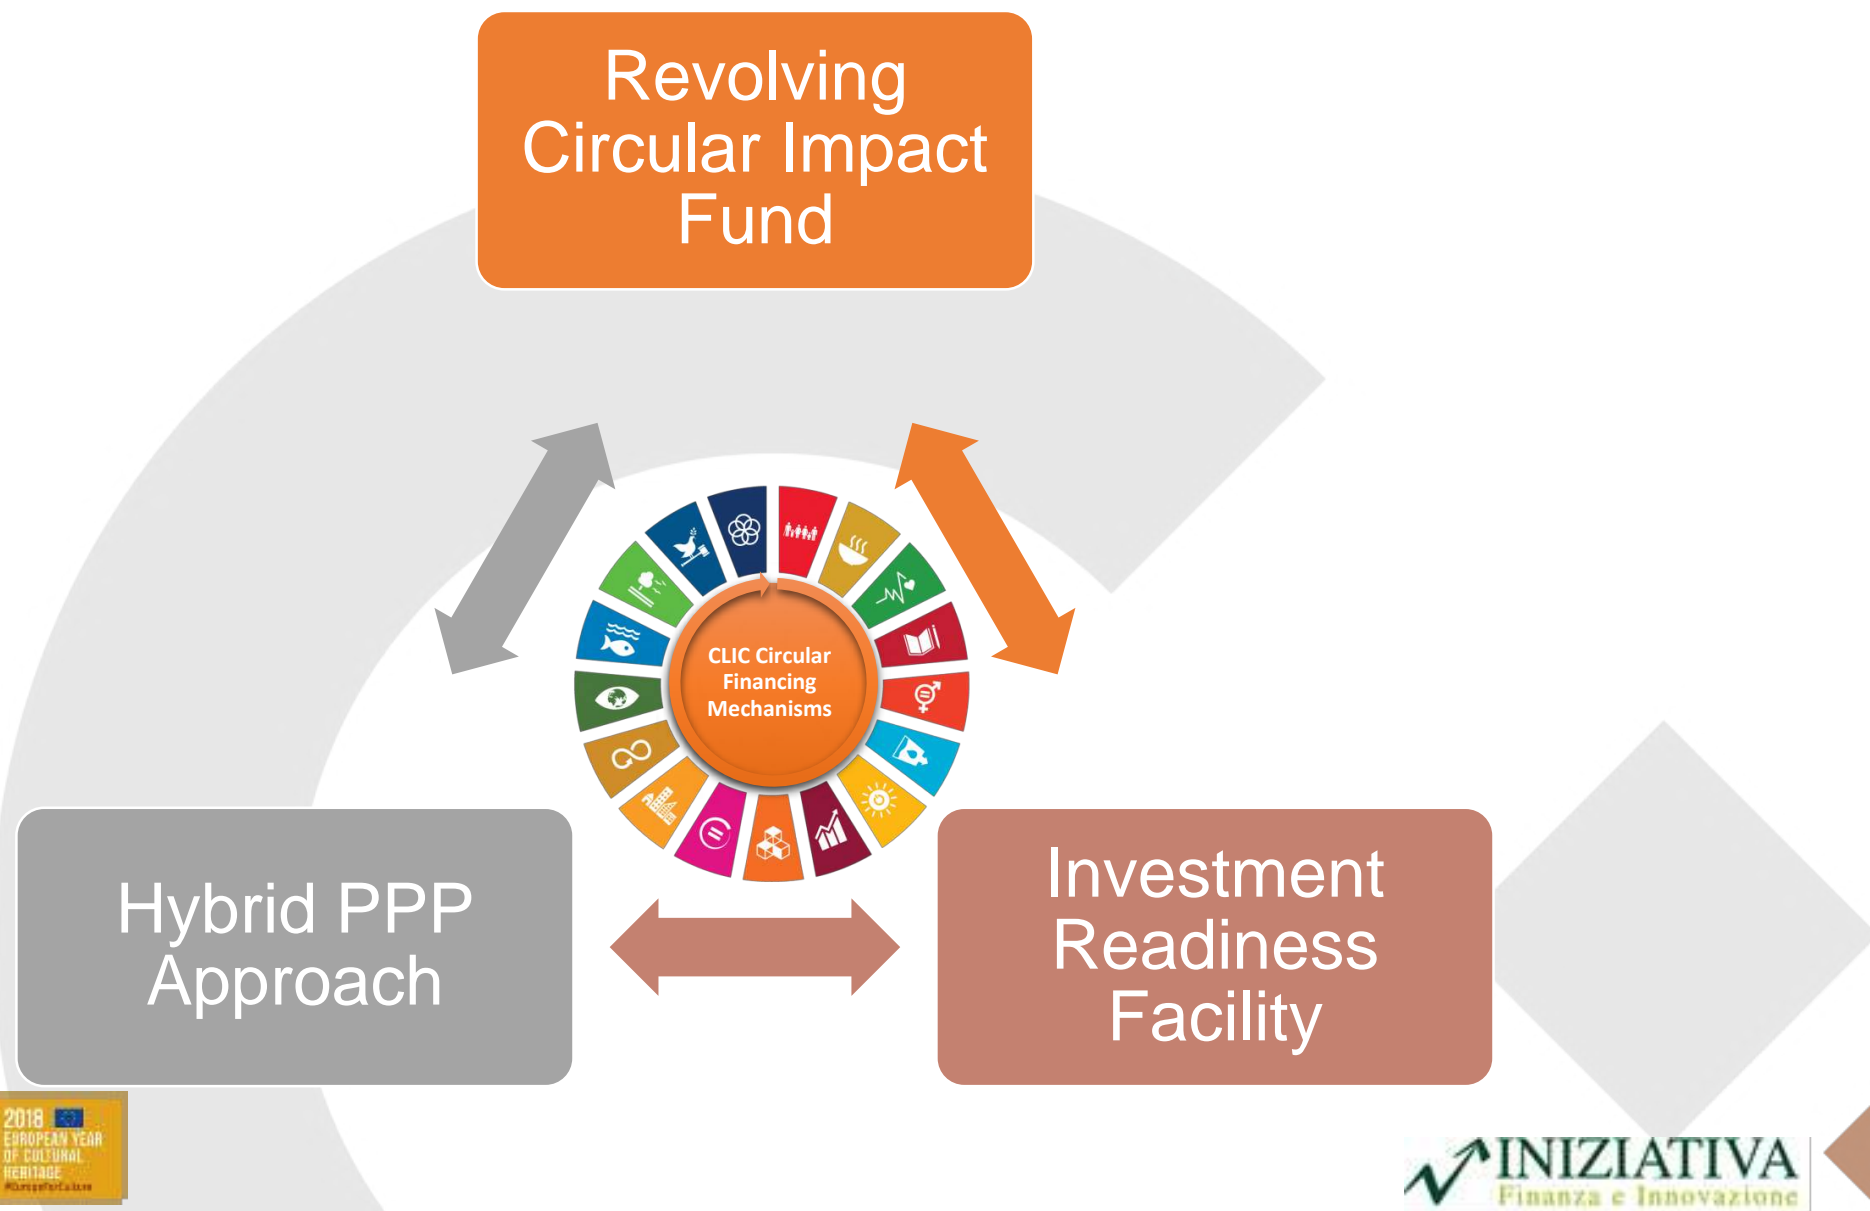 Revolving
Circular Impact
Fund
CLIC Circular
Financing
Mechanisms
Hybrid PPP
Approach
Investment
Readiness
Facility
2018
EUROPEAN YEAR
OF CULTURAL
HERITAGE
#EuropeForCulture
INIZIATIVA
Finanza e Innovazione